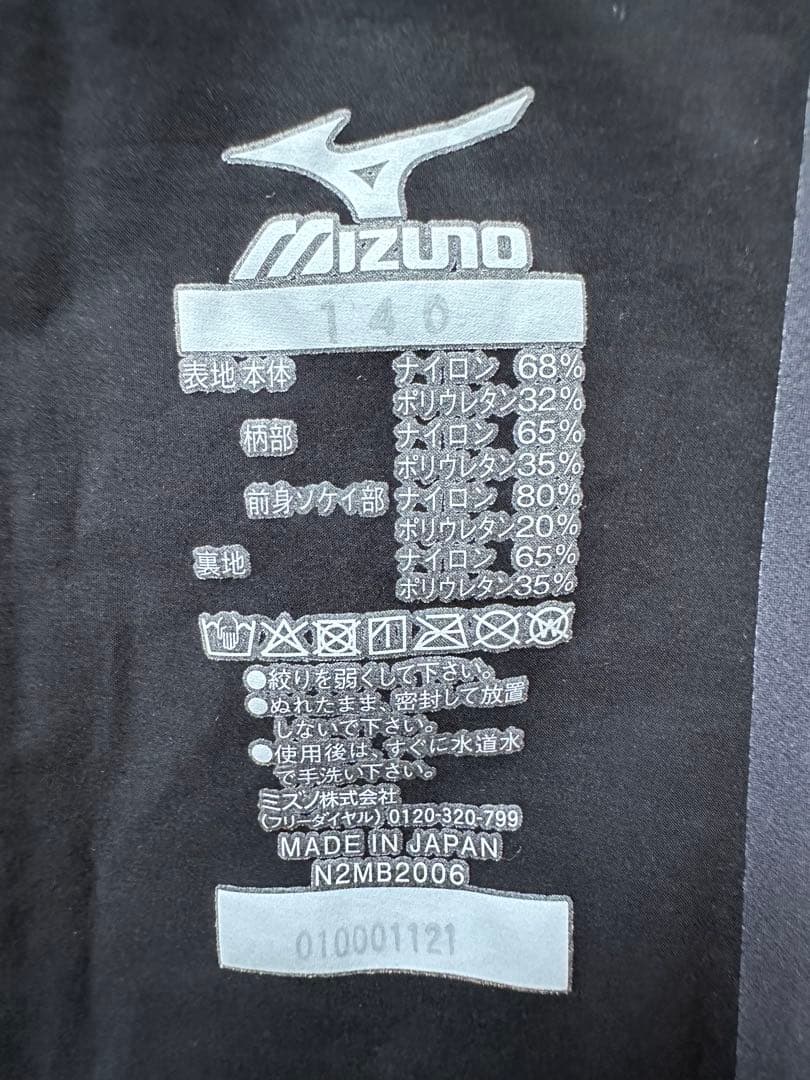 MIZUNO
140
表地 本体 ナイロン 68%
ポリウレタン32%
柄部 ナイロン 65%
ポリウレタン35%
前身ソケイ部 ナイロン 80%
ポリウレタン20%
裏地 ナイロン 65%
ポリウレタン35%
●絞りを弱くして下さい。
●ぬれたまま、密封して放置
しないで下さい。
●使用後は、すぐに水道水
で手洗い下さい。
ミズノ株式会社
(フリーダイヤル) 0120-320-799
MADE IN JAPAN
N2MB2006
010001121